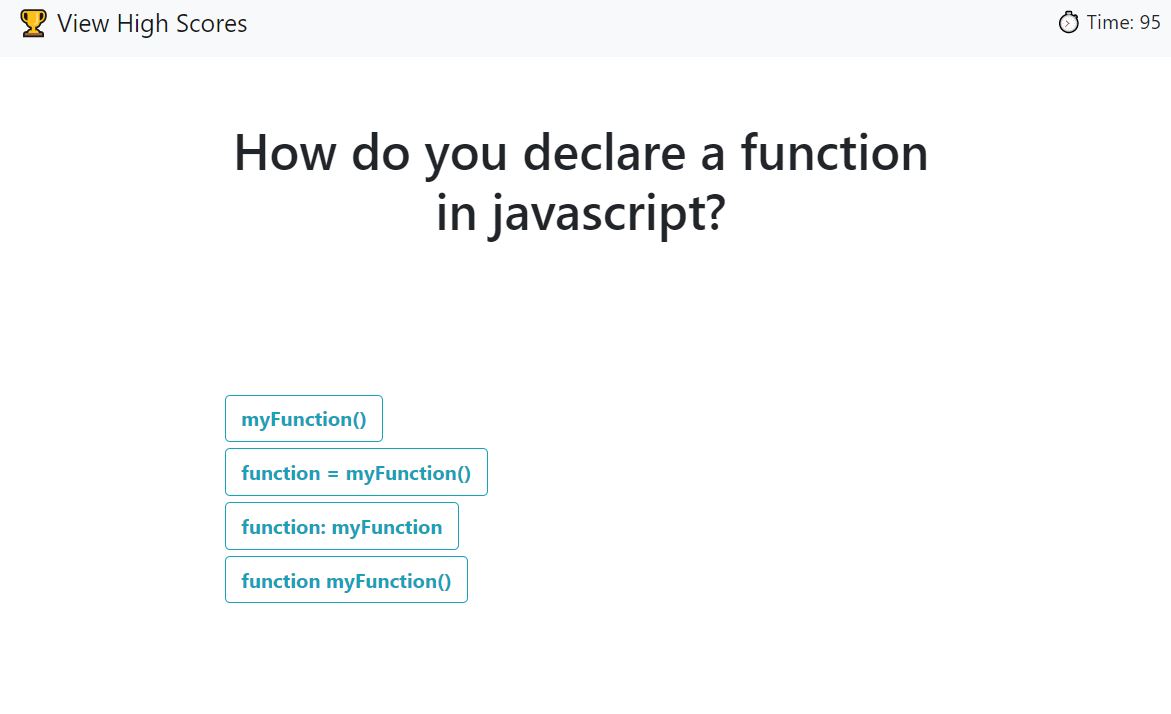 View High Scores
Time: 95
How do you declare a function
in javascript?
myFunction()
function = myFunction()
function: myFunction
function myFunction()